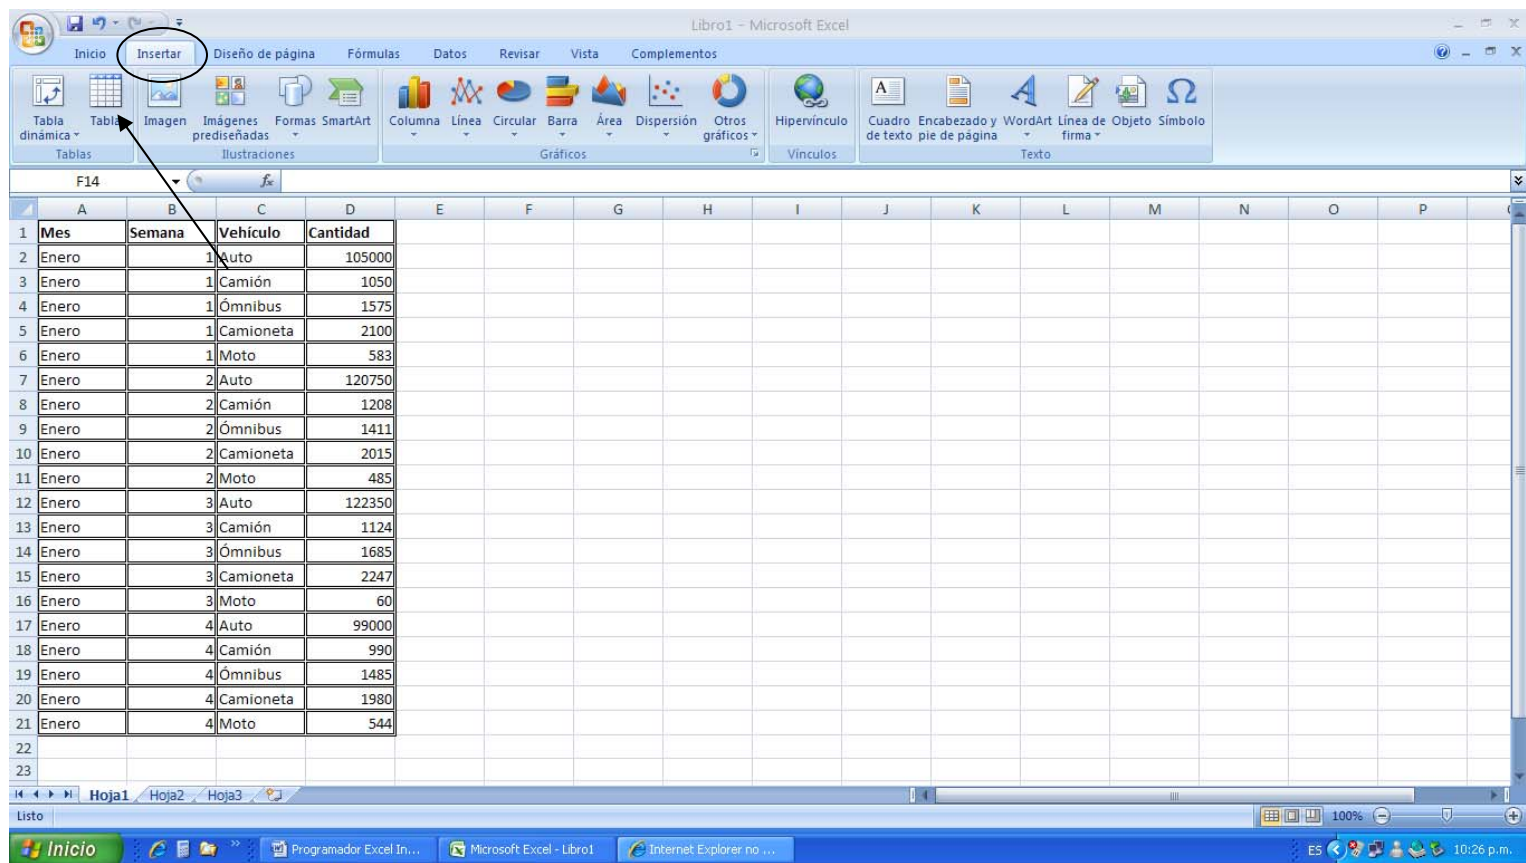 Libro1 - Microsoft Excel
Inicio Insertar Diseño de página Fórmulas Datos Revisar Vista Complementos
Tabla dinámica Tabla Imagen Imágenes prediseñadas Formas SmartArt Columna Línea Circular Barra Área Dispersión Otros gráficos Hipervínculo Cuadro de texto Encabezado y pie de página WordArt Línea de firma Objeto Símbolo
Tablas Ilustraciones Gráficos Vínculos Texto
F14 fx
A B C D E F G H I J K L M N O P
1 Mes Semana Vehículo Cantidad
2 Enero 1 Auto 105000
3 Enero 1 Camión 1050
4 Enero 1 Ómnibus 1575
5 Enero 1 Camioneta 2100
6 Enero 1 Moto 583
7 Enero 2 Auto 120750
8 Enero 2 Camión 1208
9 Enero 2 Ómnibus 1411
10 Enero 2 Camioneta 2015
11 Enero 2 Moto 485
12 Enero 3 Auto 122350
13 Enero 3 Camión 1124
14 Enero 3 Ómnibus 1685
15 Enero 3 Camioneta 2247
16 Enero 3 Moto 60
17 Enero 4 Auto 99000
18 Enero 4 Camión 990
19 Enero 4 Ómnibus 1485
20 Enero 4 Camioneta 1980
21 Enero 4 Moto 544
22
23
Hoja1 Hoja2 Hoja3
Listo 100%
Inicio Programador Excel In... Microsoft Excel - Libro1 Internet Explorer no ... ES 10:26 p.m.